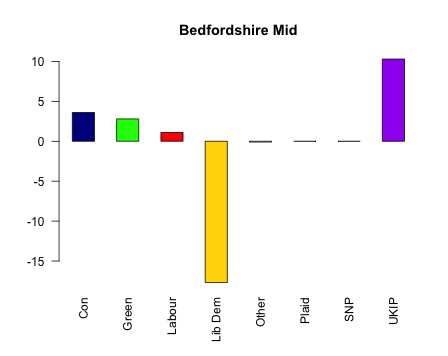 Bedfordshire Mid
10
5
0
-5
-10
-15
Con
Green
Labour
Lib Dem
Other
Plaid
SNP
UKIP